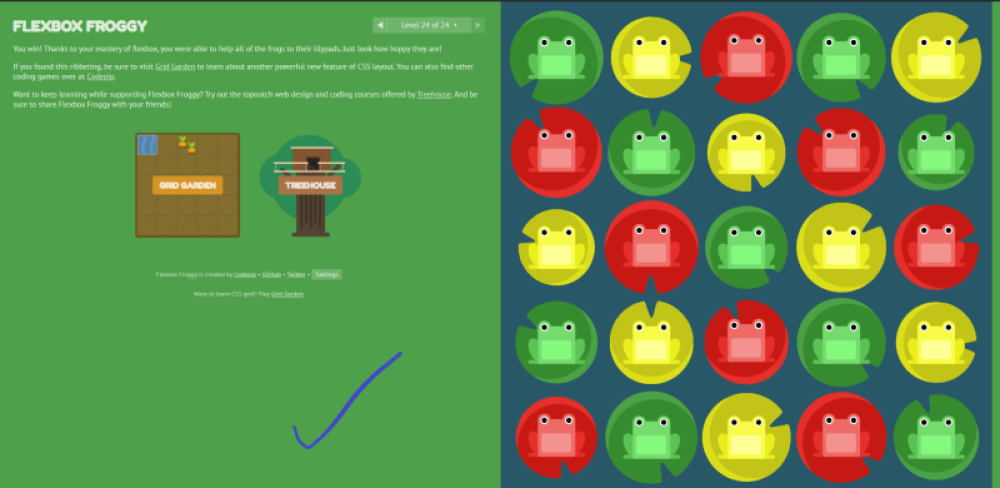 FLEXBOX FROGGY
◀ Level 24 of 24 ▾ ▶
You win! Thanks to your mastery of flexbox, you were able to help all of the frogs to their lilypads. Just look how hoppy they are!
If you found this ribbeting, be sure to visit Grid Garden to learn about another powerful new feature of CSS layout. You can also find other
coding games over at Codepip.
Want to keep learning while supporting Flexbox Froggy? Try out the topnotch web design and coding courses offered by Treehouse. And be
sure to share Flexbox Froggy with your friends!
GRID GARDEN
TREEHOUSE
Flexbox Froggy is created by Codepip • GitHub • Twitter • Settings
Want to learn CSS grid? Play Grid Garden